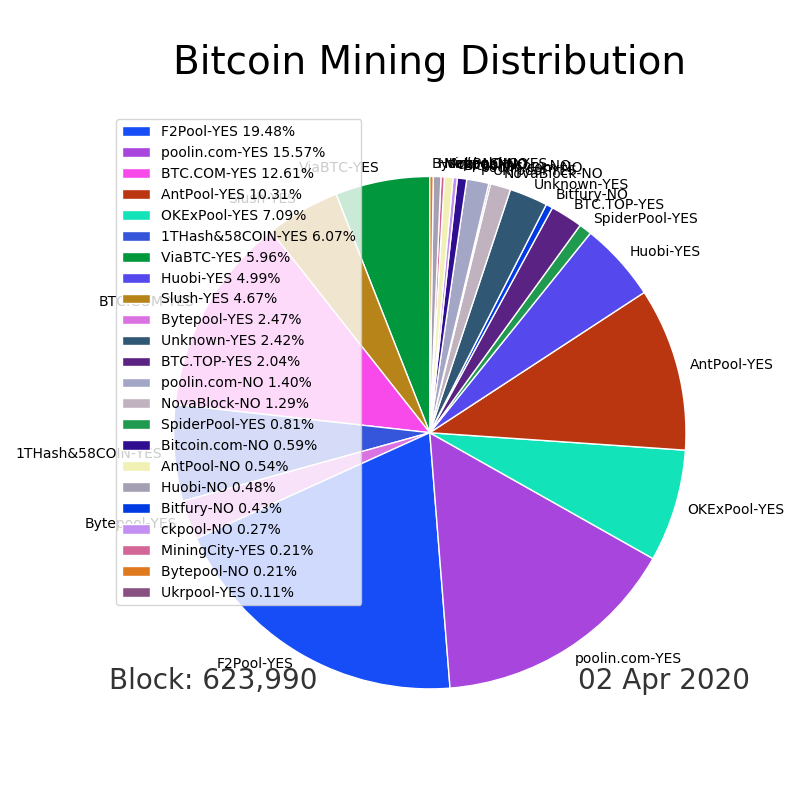 Bitcoin Mining Distribution
F2Pool-YES 19.48%
poolin.com-YES 15.57%
BTC.COM-YES 12.61%
AntPool-YES 10.31%
OKExPool-YES 7.09%
1THash&58COIN-YES 6.07%
ViaBTC-YES 5.96%
Huobi-YES 4.99%
Slush-YES 4.67%
Bytepool-YES 2.47%
Unknown-YES 2.42%
BTC.TOP-YES 2.04%
poolin.com-NO 1.40%
NovaBlock-NO 1.29%
SpiderPool-YES 0.81%
Bitcoin.com-NO 0.59%
AntPool-NO 0.54%
Huobi-NO 0.48%
Bitfury-NO 0.43%
ckpool-NO 0.27%
MiningCity-YES 0.21%
Bytepool-NO 0.21%
Ukrpool-YES 0.11%
ViaBTC-YES
Slush-YES
1THash&58COIN-YES
Bytepool-YES
F2Pool-YES
NovaBlock-NO
Unknown-YES
Bitfury-NO
BTC.TOP-YES
SpiderPool-YES
Huobi-YES
AntPool-YES
OKExPool-YES
poolin.com-YES
Block: 623,990
02 Apr 2020